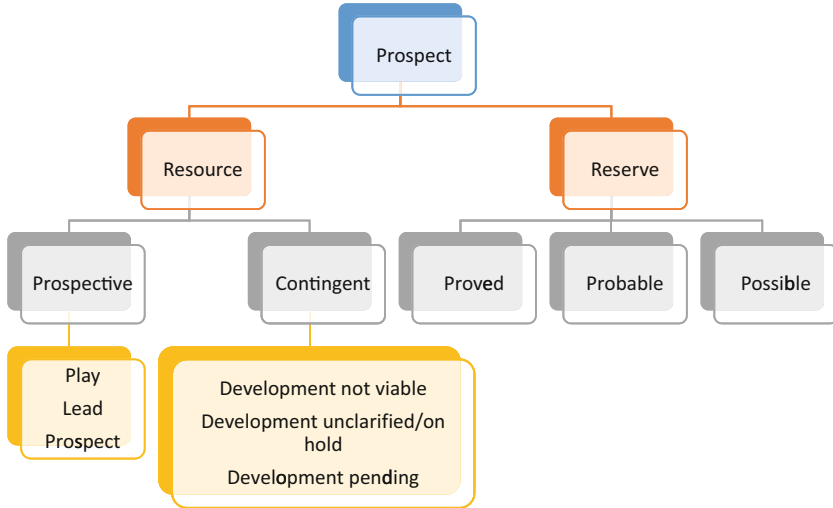 Prospect
Resource
Reserve
Prospective
Contingent
Proved
Probable
Possible
Play
Lead
Prospect
Development not viable
Development unclarified/on
hold
Development pending